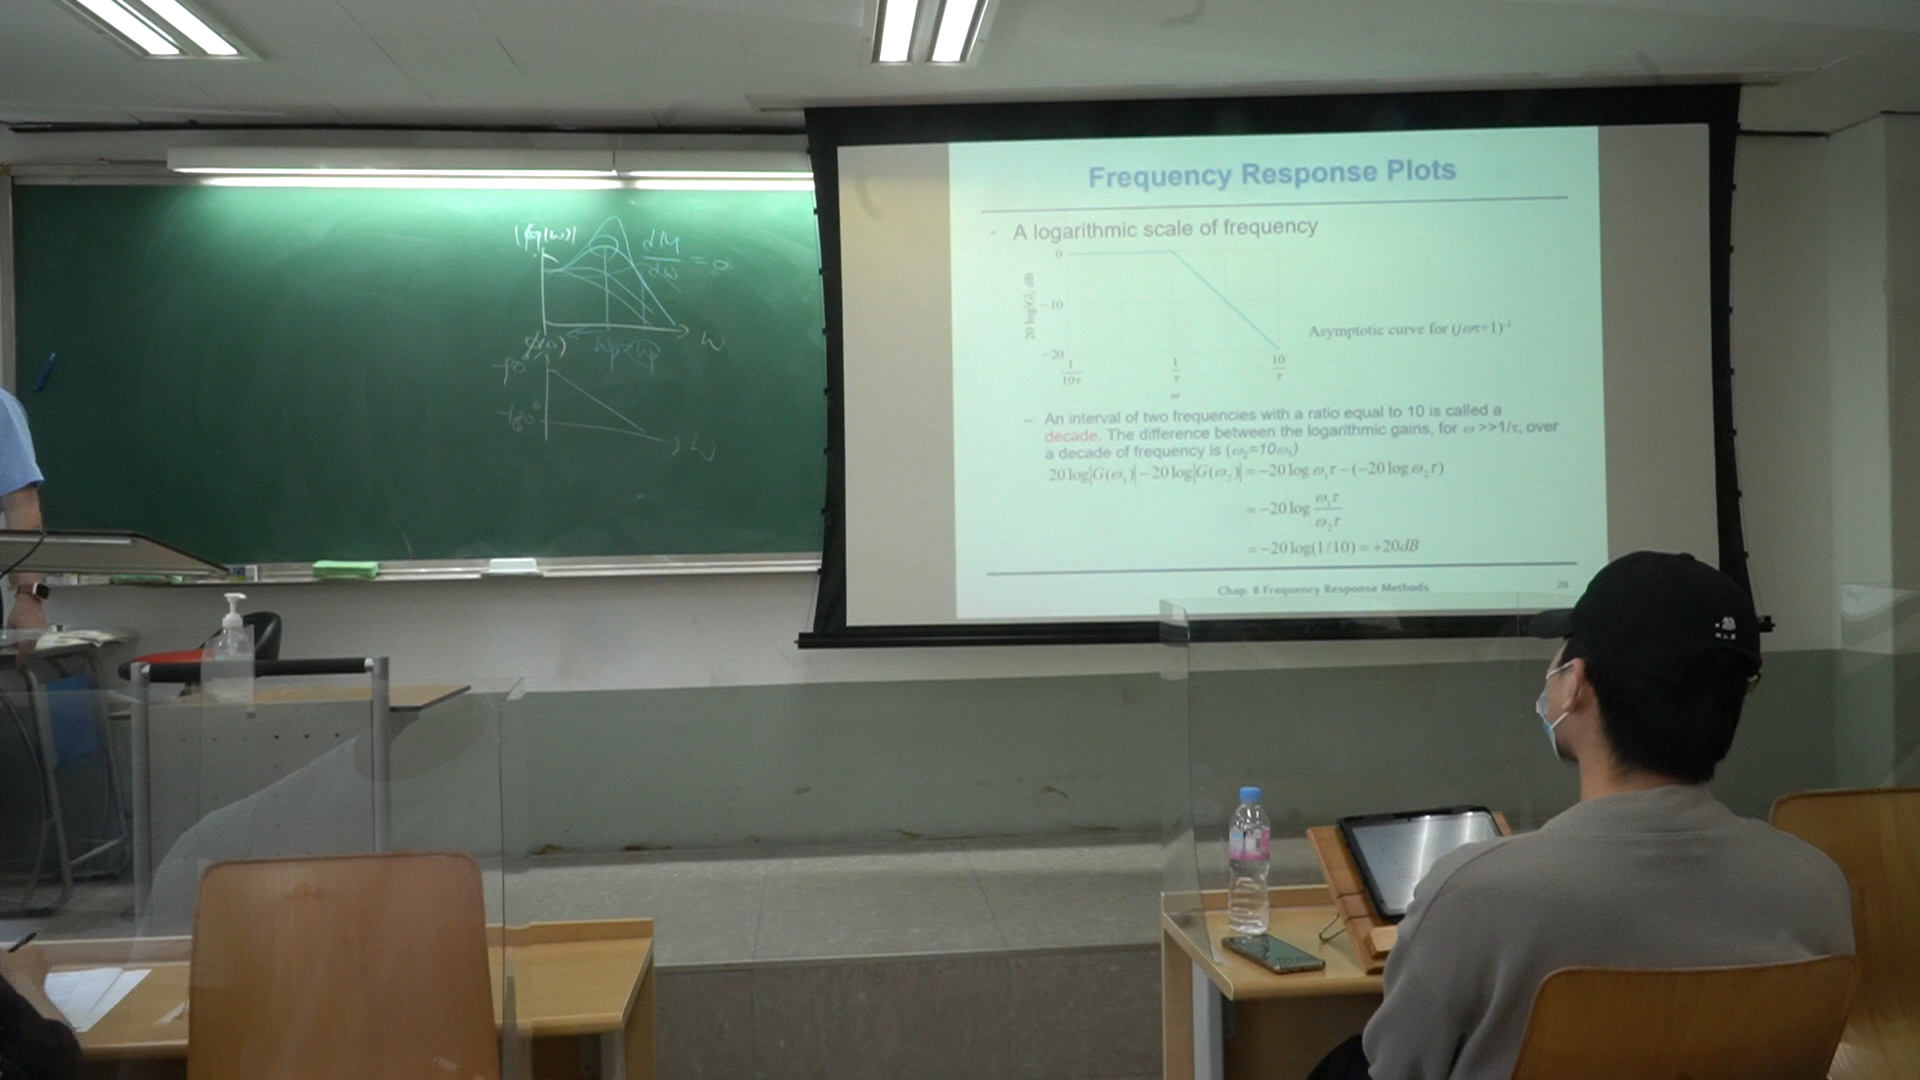 dM
dω = 0
ω
-90°
-180°
ω
Frequency Response Plots
A logarithmic scale of frequency
0
-10
-20
20 log|G|, dB
1
10τ
1
τ
10
τ
ω
Asymptotic curve for (jωτ+1)⁻¹
– An interval of two frequencies with a ratio equal to 10 is called a
decade. The difference between the logarithmic gains, for ω >>1/τ, over
a decade of frequency is (ω₂=10ω₁)
20 log|G(ω₁)| − 20 log|G(ω₂)| = −20 log ω₁τ − (−20 log ω₂τ)
= −20 log ω₁τ
ω₂τ
= −20 log(1/10) = +20dB
Chap. 8 Frequency Response Methods
26